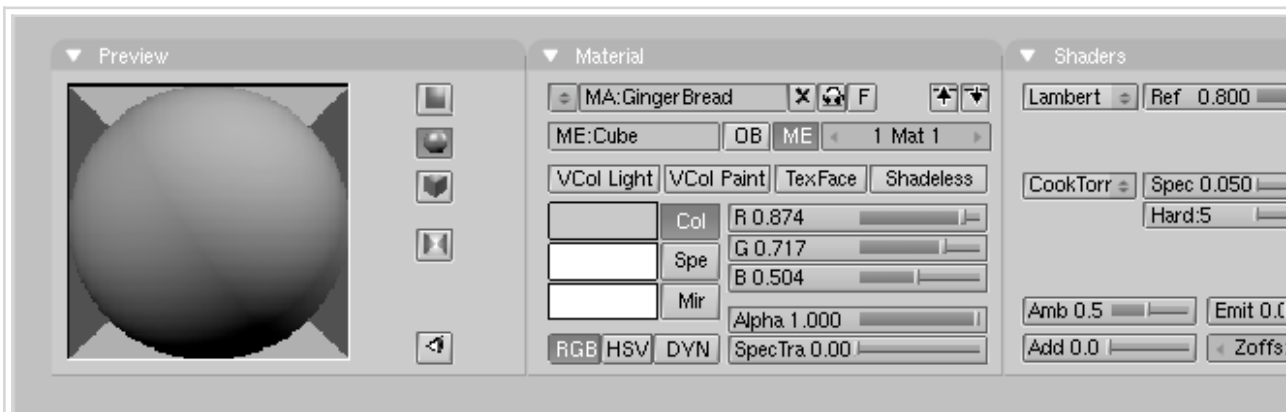 Preview
Material
Shaders
MA:GingerBread F
ME:Cube OB ME 1 Mat 1
VCol Light VCol Paint TexFace Shadeless
Col R 0.874
G 0.717
Spe
B 0.504
Mir
Alpha 1.000
RGB HSV DYN SpecTra 0.00
Lambert Ref 0.800
CookTorr Spec 0.050
Hard:5
Amb 0.5 Emit
Add 0.0 Zoffs